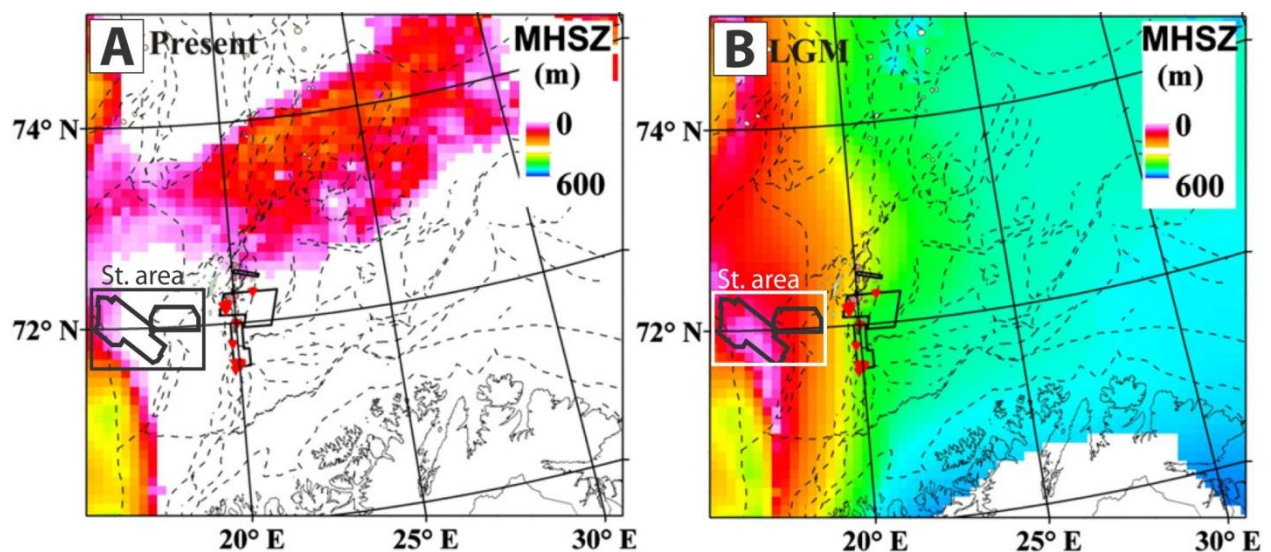 A Present
MHSZ
(m)
0
600
74° N
St. area
72° N
20° E
25° E
30° E
B LGM
MHSZ
(m)
0
600
74° N
St. area
72° N
20° E
25° E
30° E